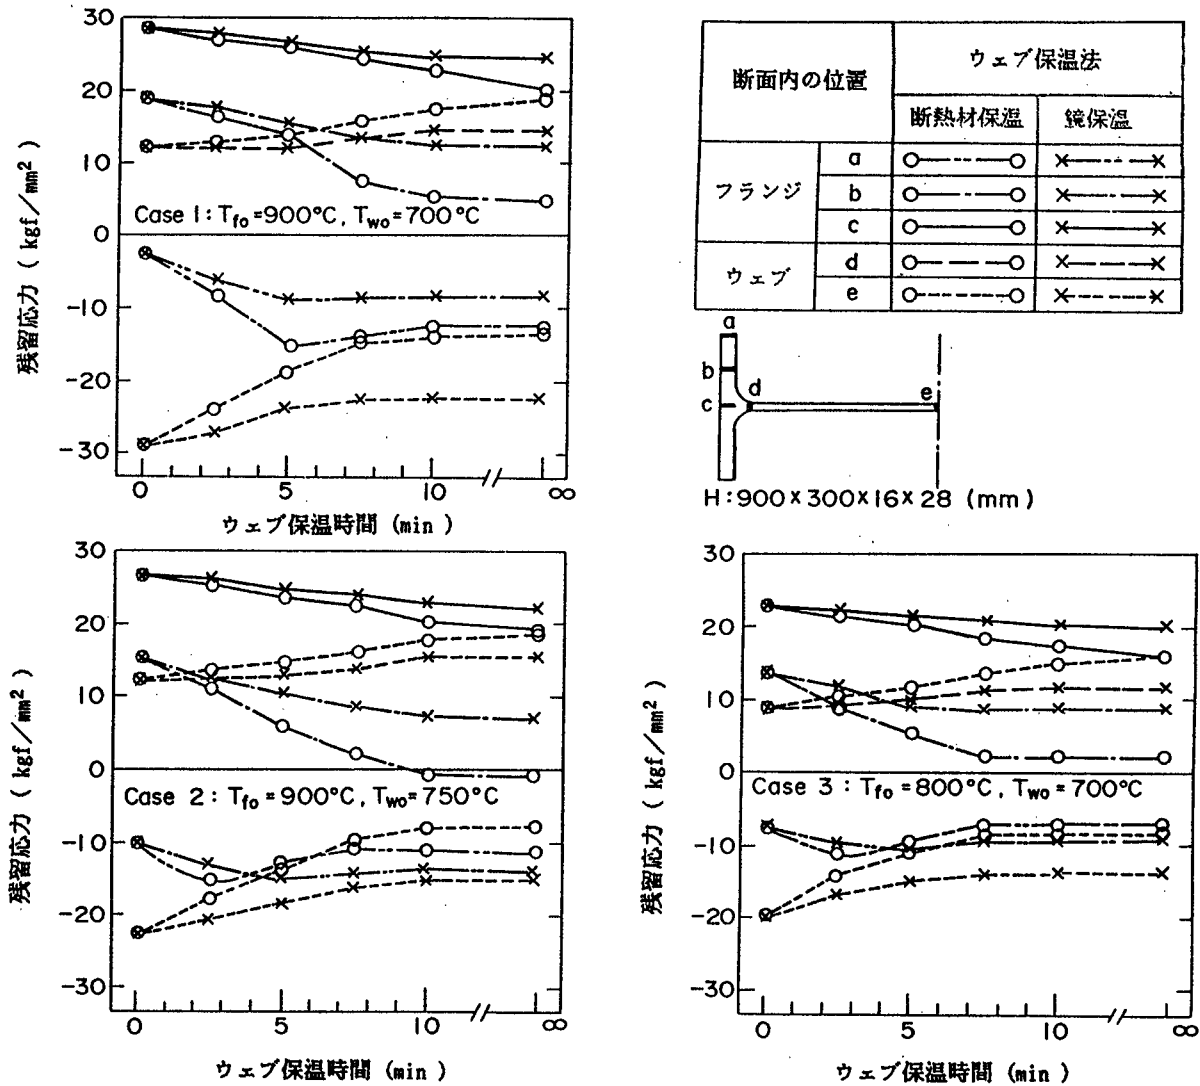 30
20
10
0
-10
-20
-30
残留応力 ( kgf/mm² )
Case 1: Tfo=900°C, Two=700°C
0 5 10 ∞
ウェブ保温時間 (min )
断面内の位置
ウェブ保温法
断熱材保温 鏡保温
フランジ
a
b
c
ウェブ
d
e
a
b
c
d
e
H:900×300×16×28 (mm)
30
20
10
0
-10
-20
-30
残留応力 ( kgf/mm² )
Case 2: Tfo=900°C, Two=750°C
0 5 10 ∞
ウェブ保温時間 (min )
30
20
10
0
-10
-20
-30
残留応力 ( kgf/mm² )
Case 3: Tfo=800°C, Two=700°C
0 5 10 ∞
ウェブ保温時間 (min )